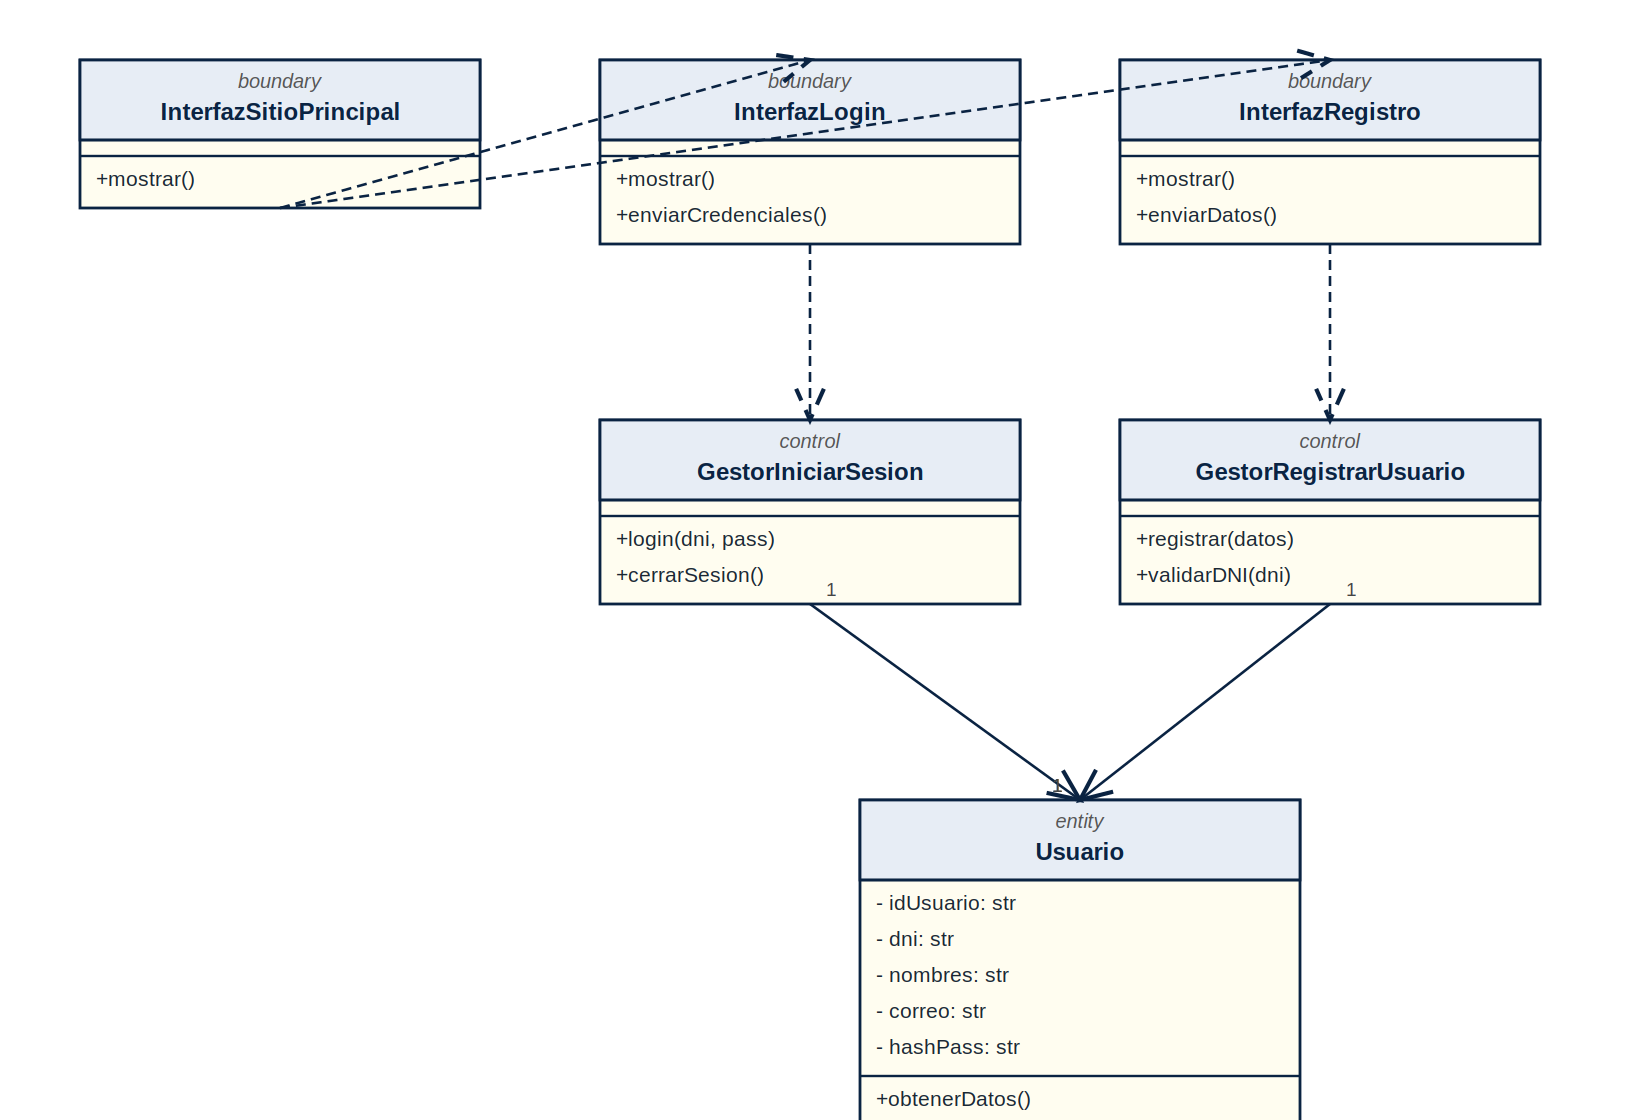 boundary
InterfazSitioPrincipal
+mostrar()
boundary
InterfazLogin
+mostrar()
+enviarCredenciales()
boundary
InterfazRegistro
+mostrar()
+enviarDatos()
control
GestorIniciarSesion
+login(dni, pass)
+cerrarSesion()
1
control
GestorRegistrarUsuario
+registrar(datos)
+validarDNI(dni)
1
1
entity
Usuario
- idUsuario: str
- dni: str
- nombres: str
- correo: str
- hashPass: str
+obtenerDatos()